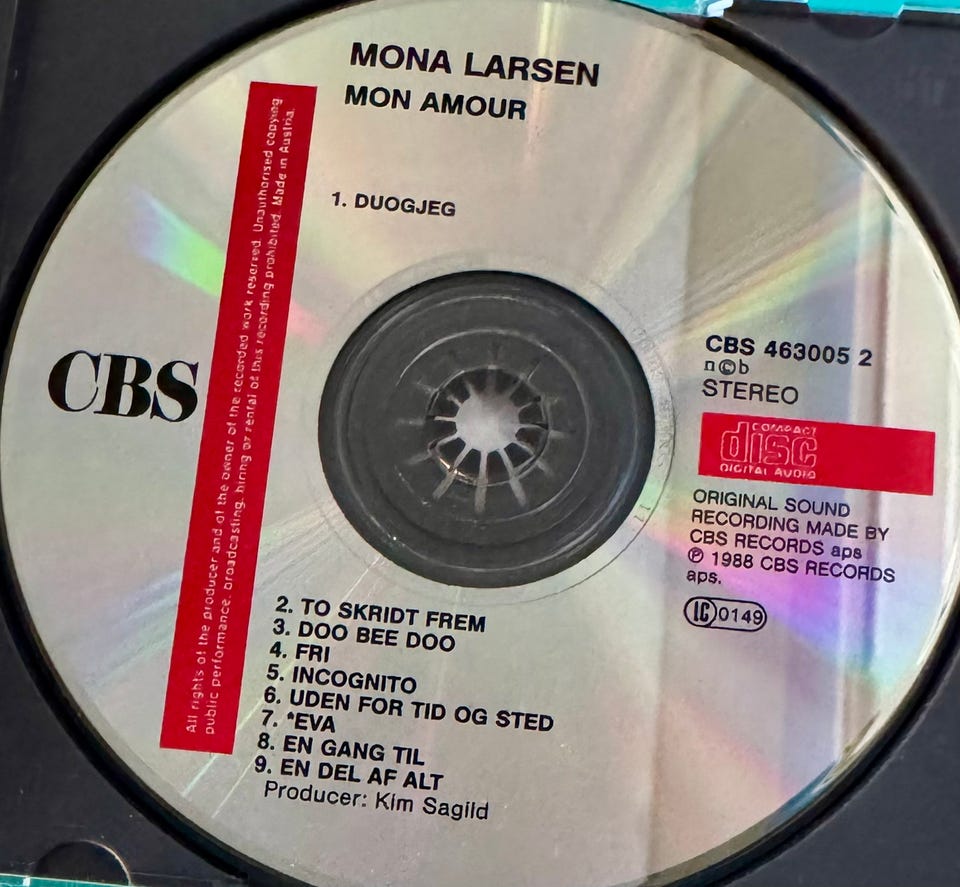 MONA LARSEN
MON AMOUR
1. DUOGJEG
CBS
All rights of the producer and of the owner of the recorded work reserved. Unauthorised copying
public performance, broadcasting, hiring or rental of this recording prohibited. Made in Austria.
CBS 463005 2
n©b
STEREO
COMPACT
disc
DIGITAL AUDIO
ORIGINAL SOUND
RECORDING MADE BY
CBS RECORDS aps
℗ 1988 CBS RECORDS
aps.
LC 0149
2. TO SKRIDT FREM
3. DOO BEE DOO
4. FRI
5. INCOGNITO
6. UDEN FOR TID OG STED
7. *EVA
8. EN GANG TIL
9. EN DEL AF ALT
Producer: Kim Sagild